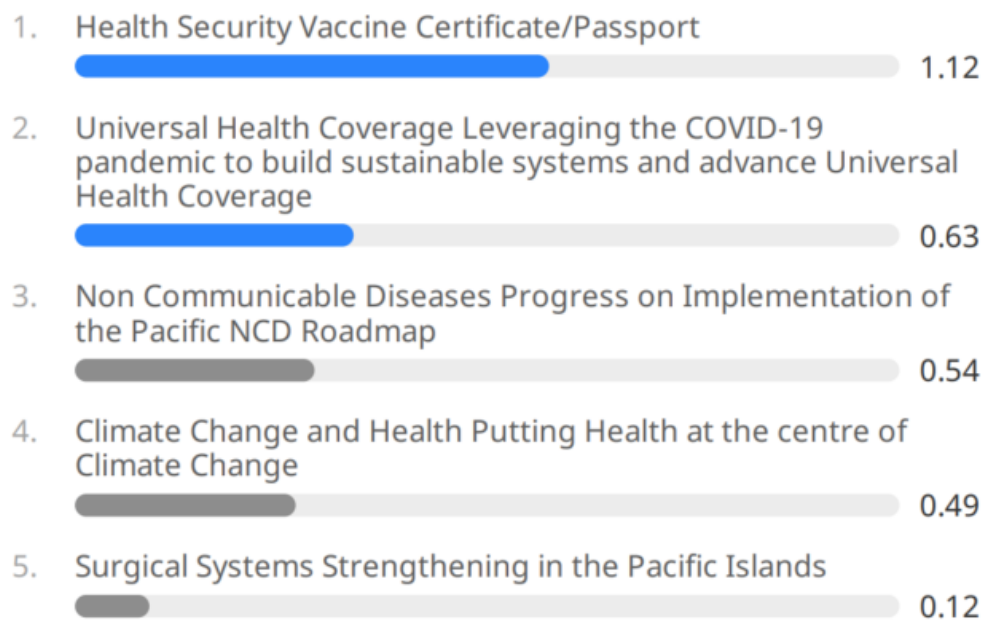 1. Health Security Vaccine Certificate/Passport
1.12
2. Universal Health Coverage Leveraging the COVID-19
pandemic to build sustainable systems and advance Universal
Health Coverage
0.63
3. Non Communicable Diseases Progress on Implementation of
the Pacific NCD Roadmap
0.54
4. Climate Change and Health Putting Health at the centre of
Climate Change
0.49
5. Surgical Systems Strengthening in the Pacific Islands
0.12